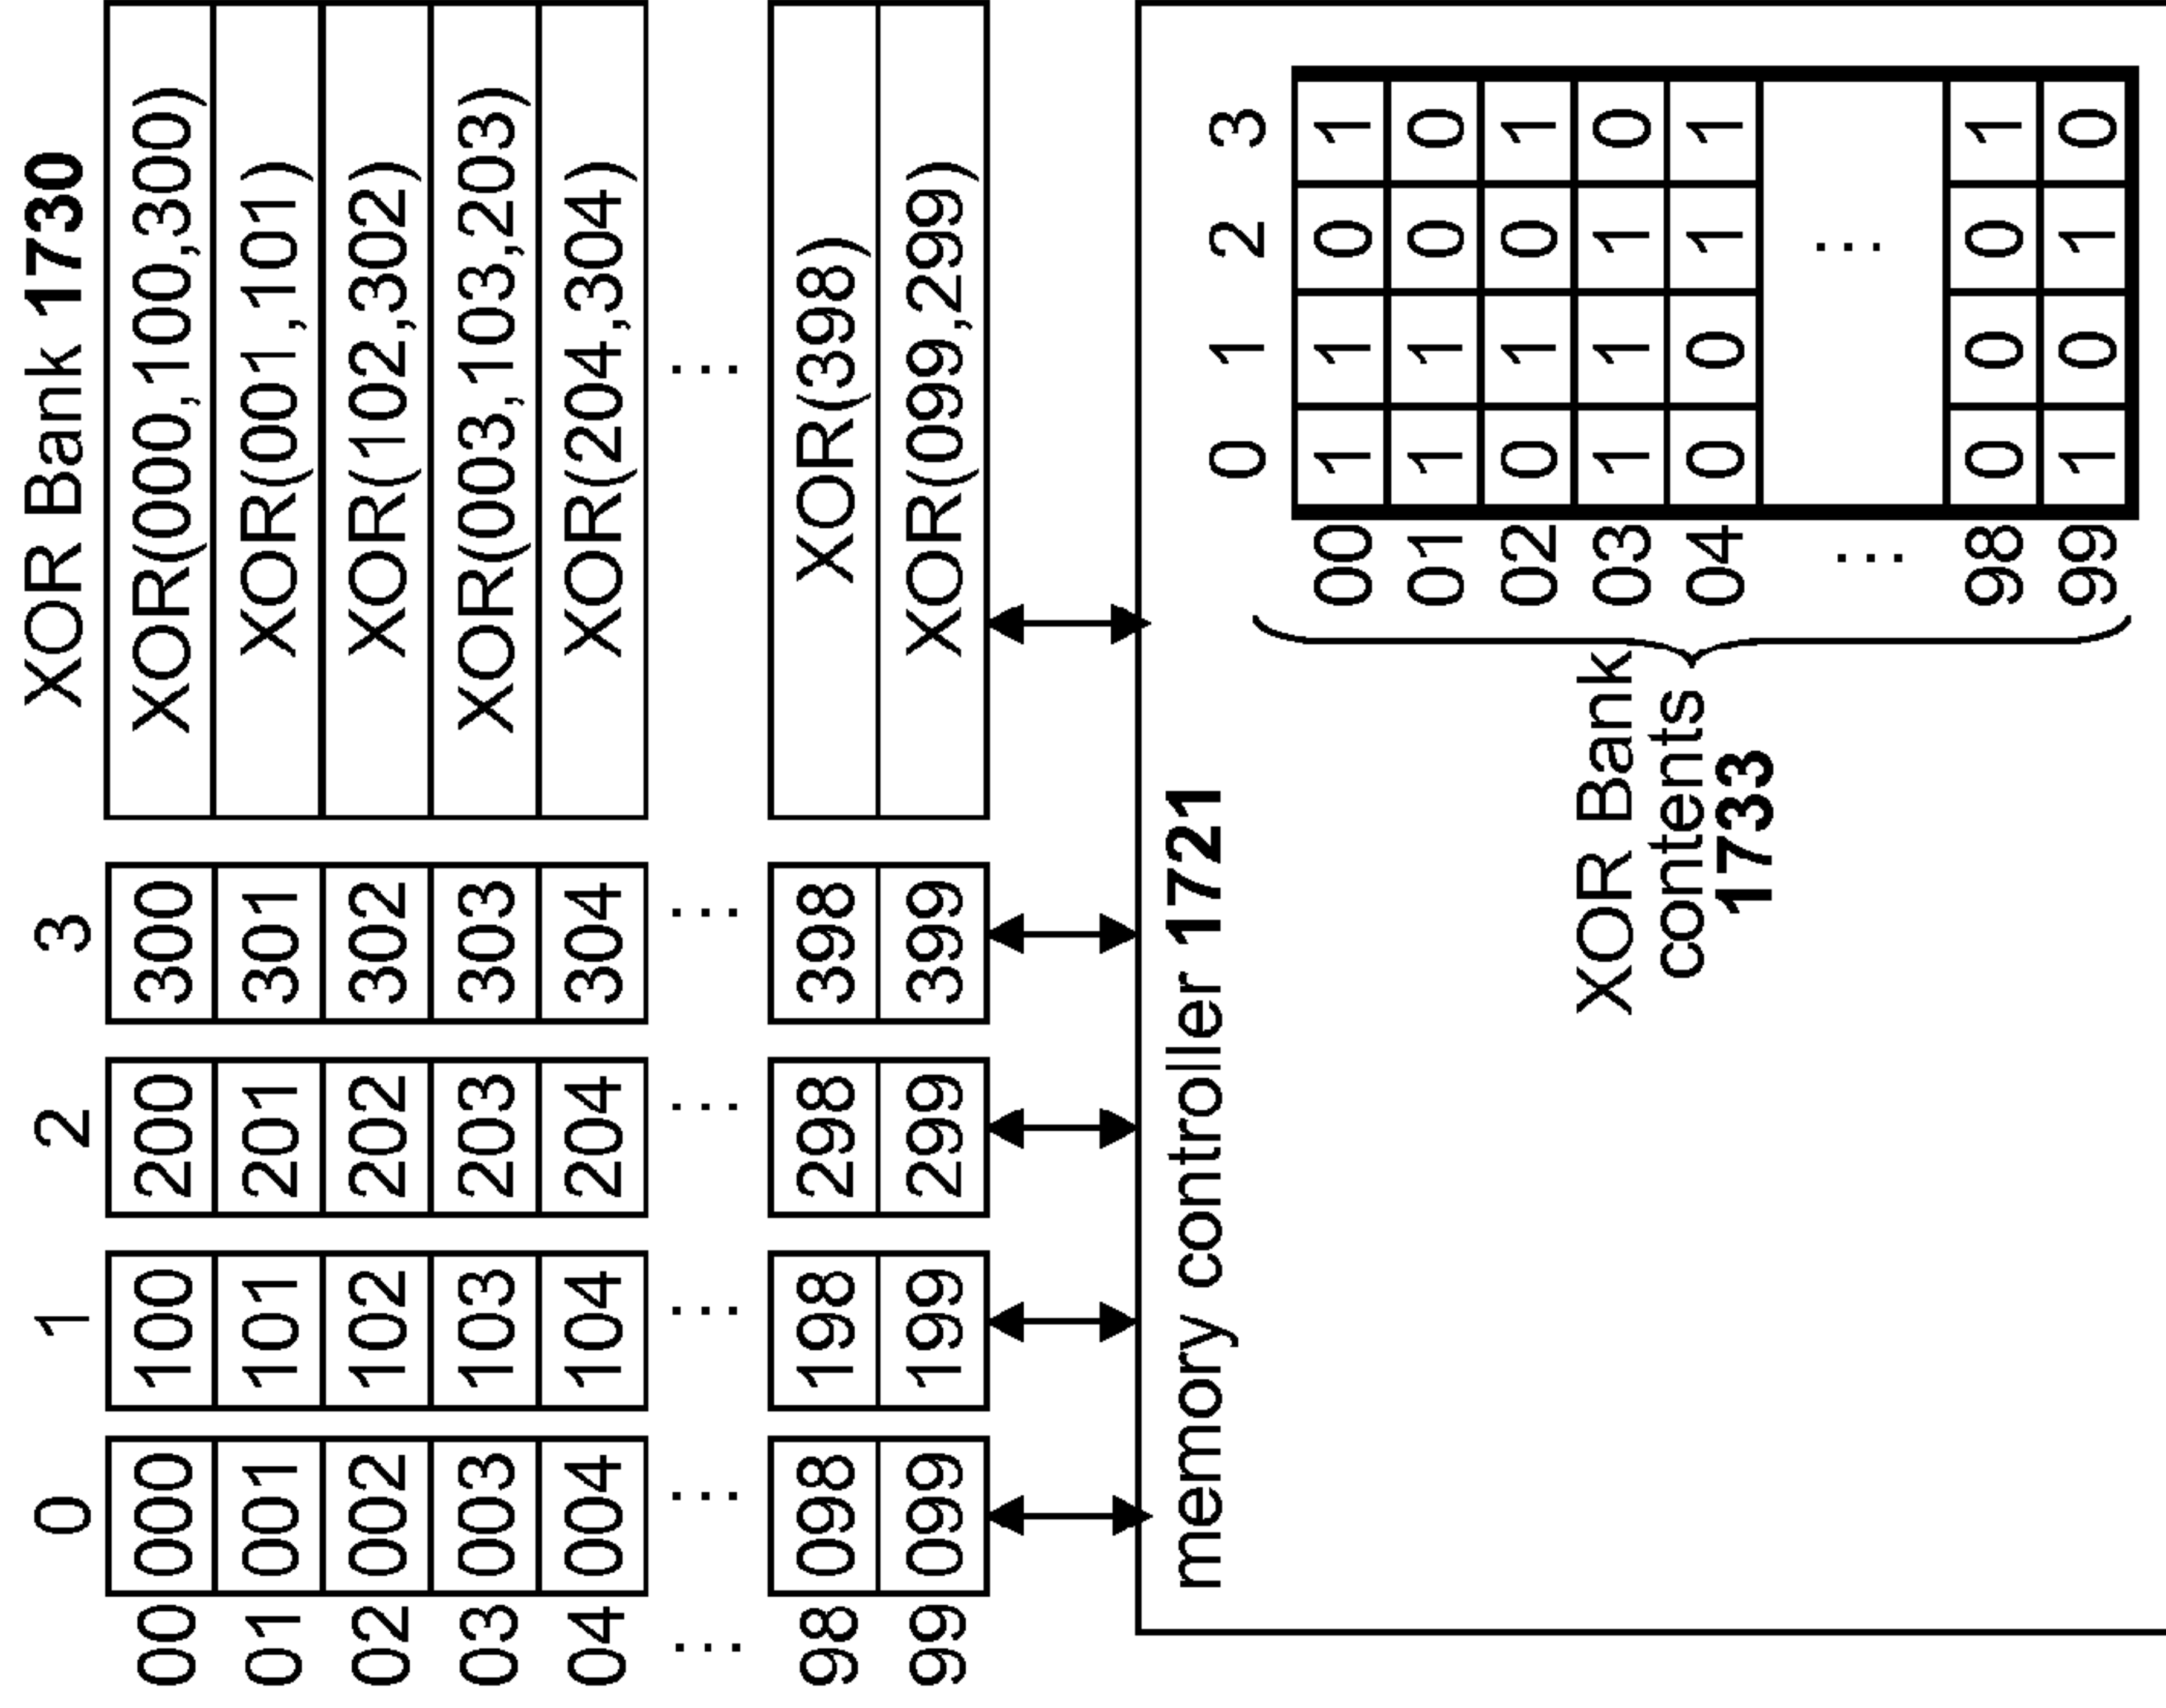 0 1 2 3 XOR Bank 1730
00 000 100 200 300 XOR(000,100,300)
01 001 101 201 301 XOR(001,101)
02 002 102 202 302 XOR(102,302)
03 003 103 203 303 XOR(003,103,203)
04 004 104 204 304 XOR(204,304)
... ... ... ... ... ...
98 098 198 298 398 XOR(398)
99 099 199 299 399 XOR(099,299)
memory controller 1721
XOR Bank
contents
1733
0 1 2 3
00 1 1 0 1
01 1 1 0 0
02 0 1 0 1
03 1 1 1 0
04 0 0 1 1
... ...
98 0 0 0 1
99 1 0 1 0